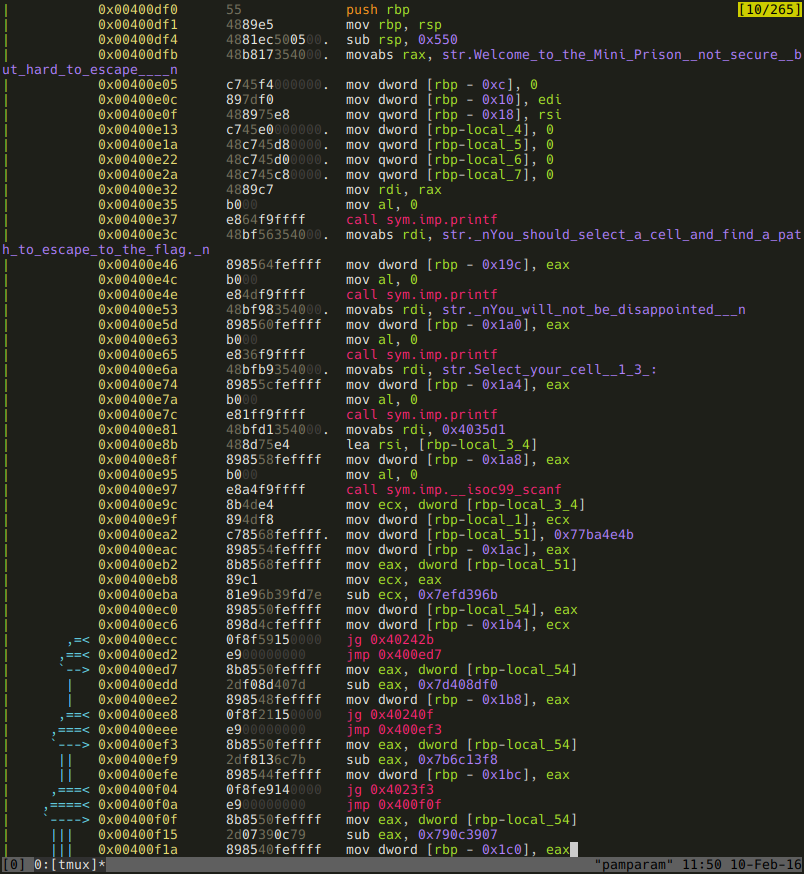 |            0x00400df0      55             push rbp                                            [10/265]
|            0x00400df1      4889e5         mov rbp, rsp
|            0x00400df4      4881ec500500.  sub rsp, 0x550
|            0x00400dfb      48b817354000.  movabs rax, str.Welcome_to_the_Mini_Prison__not_secure__b
ut_hard_to_escape____n
|            0x00400e05      c745f4000000.  mov dword [rbp - 0xc], 0
|            0x00400e0c      897df0         mov dword [rbp - 0x10], edi
|            0x00400e0f      488975e8       mov qword [rbp - 0x18], rsi
|            0x00400e13      c745e0000000.  mov dword [rbp-local_4], 0
|            0x00400e1a      48c745d80000.  mov qword [rbp-local_5], 0
|            0x00400e22      48c745d00000.  mov qword [rbp-local_6], 0
|            0x00400e2a      48c745c80000.  mov qword [rbp-local_7], 0
|            0x00400e32      4889c7         mov rdi, rax
|            0x00400e35      b000           mov al, 0
|            0x00400e37      e864f9ffff     call sym.imp.printf
|            0x00400e3c      48bf56354000.  movabs rdi, str._nYou_should_select_a_cell_and_find_a_pat
h_to_escape_to_the_flag._n
|            0x00400e46      898564feffff   mov dword [rbp - 0x19c], eax
|            0x00400e4c      b000           mov al, 0
|            0x00400e4e      e84df9ffff     call sym.imp.printf
|            0x00400e53      48bf98354000.  movabs rdi, str._nYou_will_not_be_disappointed___n
|            0x00400e5d      898560feffff   mov dword [rbp - 0x1a0], eax
|            0x00400e63      b000           mov al, 0
|            0x00400e65      e836f9ffff     call sym.imp.printf
|            0x00400e6a      48bfb9354000.  movabs rdi, str.Select_your_cell__1_3_:
|            0x00400e74      89855cfeffff   mov dword [rbp - 0x1a4], eax
|            0x00400e7a      b000           mov al, 0
|            0x00400e7c      e81ff9ffff     call sym.imp.printf
|            0x00400e81      48bfd1354000.  movabs rdi, 0x4035d1
|            0x00400e8b      488d75e4       lea rsi, [rbp-local_3_4]
|            0x00400e8f      898558feffff   mov dword [rbp - 0x1a8], eax
|            0x00400e95      b000           mov al, 0
|            0x00400e97      e8a4f9ffff     call sym.imp.__isoc99_scanf
|            0x00400e9c      8b4de4         mov ecx, dword [rbp-local_3_4]
|            0x00400e9f      894df8         mov dword [rbp-local_1], ecx
|            0x00400ea2      c78568feffff.  mov dword [rbp-local_51], 0x77ba4e4b
|            0x00400eac      898554feffff   mov dword [rbp - 0x1ac], eax
|            0x00400eb2      8b8568feffff   mov eax, dword [rbp-local_51]
|            0x00400eb8      89c1           mov ecx, eax
|            0x00400eba      81e96b39fd7e   sub ecx, 0x7efd396b
|            0x00400ec0      898550feffff   mov dword [rbp-local_54], eax
|            0x00400ec6      898d4cfeffff   mov dword [rbp - 0x1b4], ecx
|       ,=<  0x00400ecc      0f8f59150000   jg 0x40242b
|      ,==<  0x00400ed2      e900000000     jmp 0x400ed7
|      `-->  0x00400ed7      8b8550feffff   mov eax, dword [rbp-local_54]
|       |    0x00400edd      2df08d407d     sub eax, 0x7d408df0
|       |    0x00400ee2      898548feffff   mov dword [rbp - 0x1b8], eax
|      ,==<  0x00400ee8      0f8f21150000   jg 0x40240f
|     ,===<  0x00400eee      e900000000     jmp 0x400ef3
|     `--->  0x00400ef3      8b8550feffff   mov eax, dword [rbp-local_54]
|      ||    0x00400ef9      2df8136c7b     sub eax, 0x7b6c13f8
|      ||    0x00400efe      898544feffff   mov dword [rbp - 0x1bc], eax
|     ,===<  0x00400f04      0f8fe9140000   jg 0x4023f3
|    ,====<  0x00400f0a      e900000000     jmp 0x400f0f
|    `---->  0x00400f0f      8b8550feffff   mov eax, dword [rbp-local_54]
|     |||    0x00400f15      2d07390c79     sub eax, 0x790c3907
|     |||    0x00400f1a      898540feffff   mov dword [rbp - 0x1c0], eax
[0] 0:[tmux]*                                                        "pamparam" 11:50 10-Feb-16